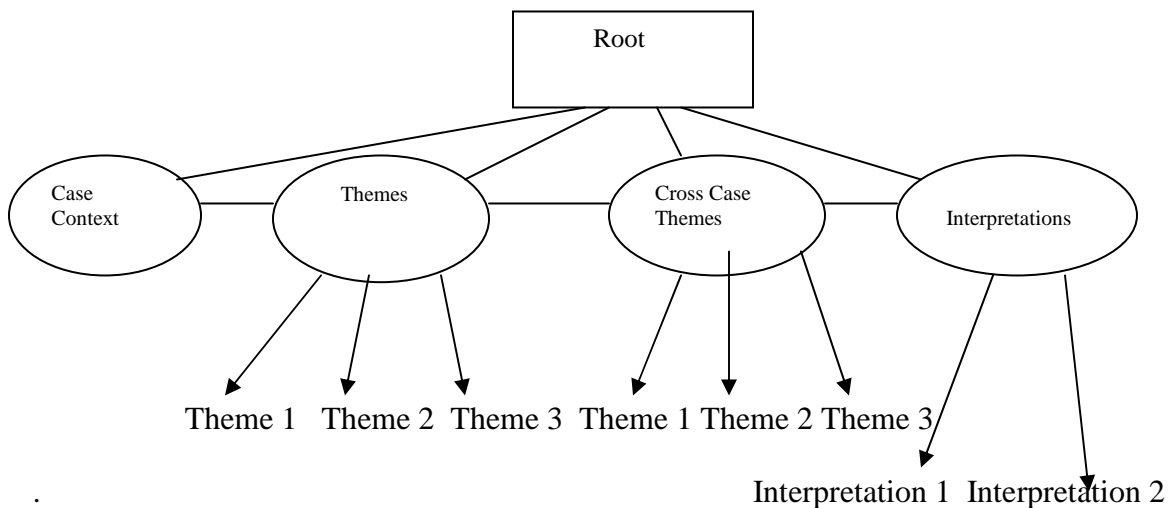 Root
Case
Context
Themes
Cross Case
Themes
Interpretations
Theme 1 Theme 2 Theme 3 Theme 1 Theme 2 Theme 3
. Interpretation 1 Interpretation 2